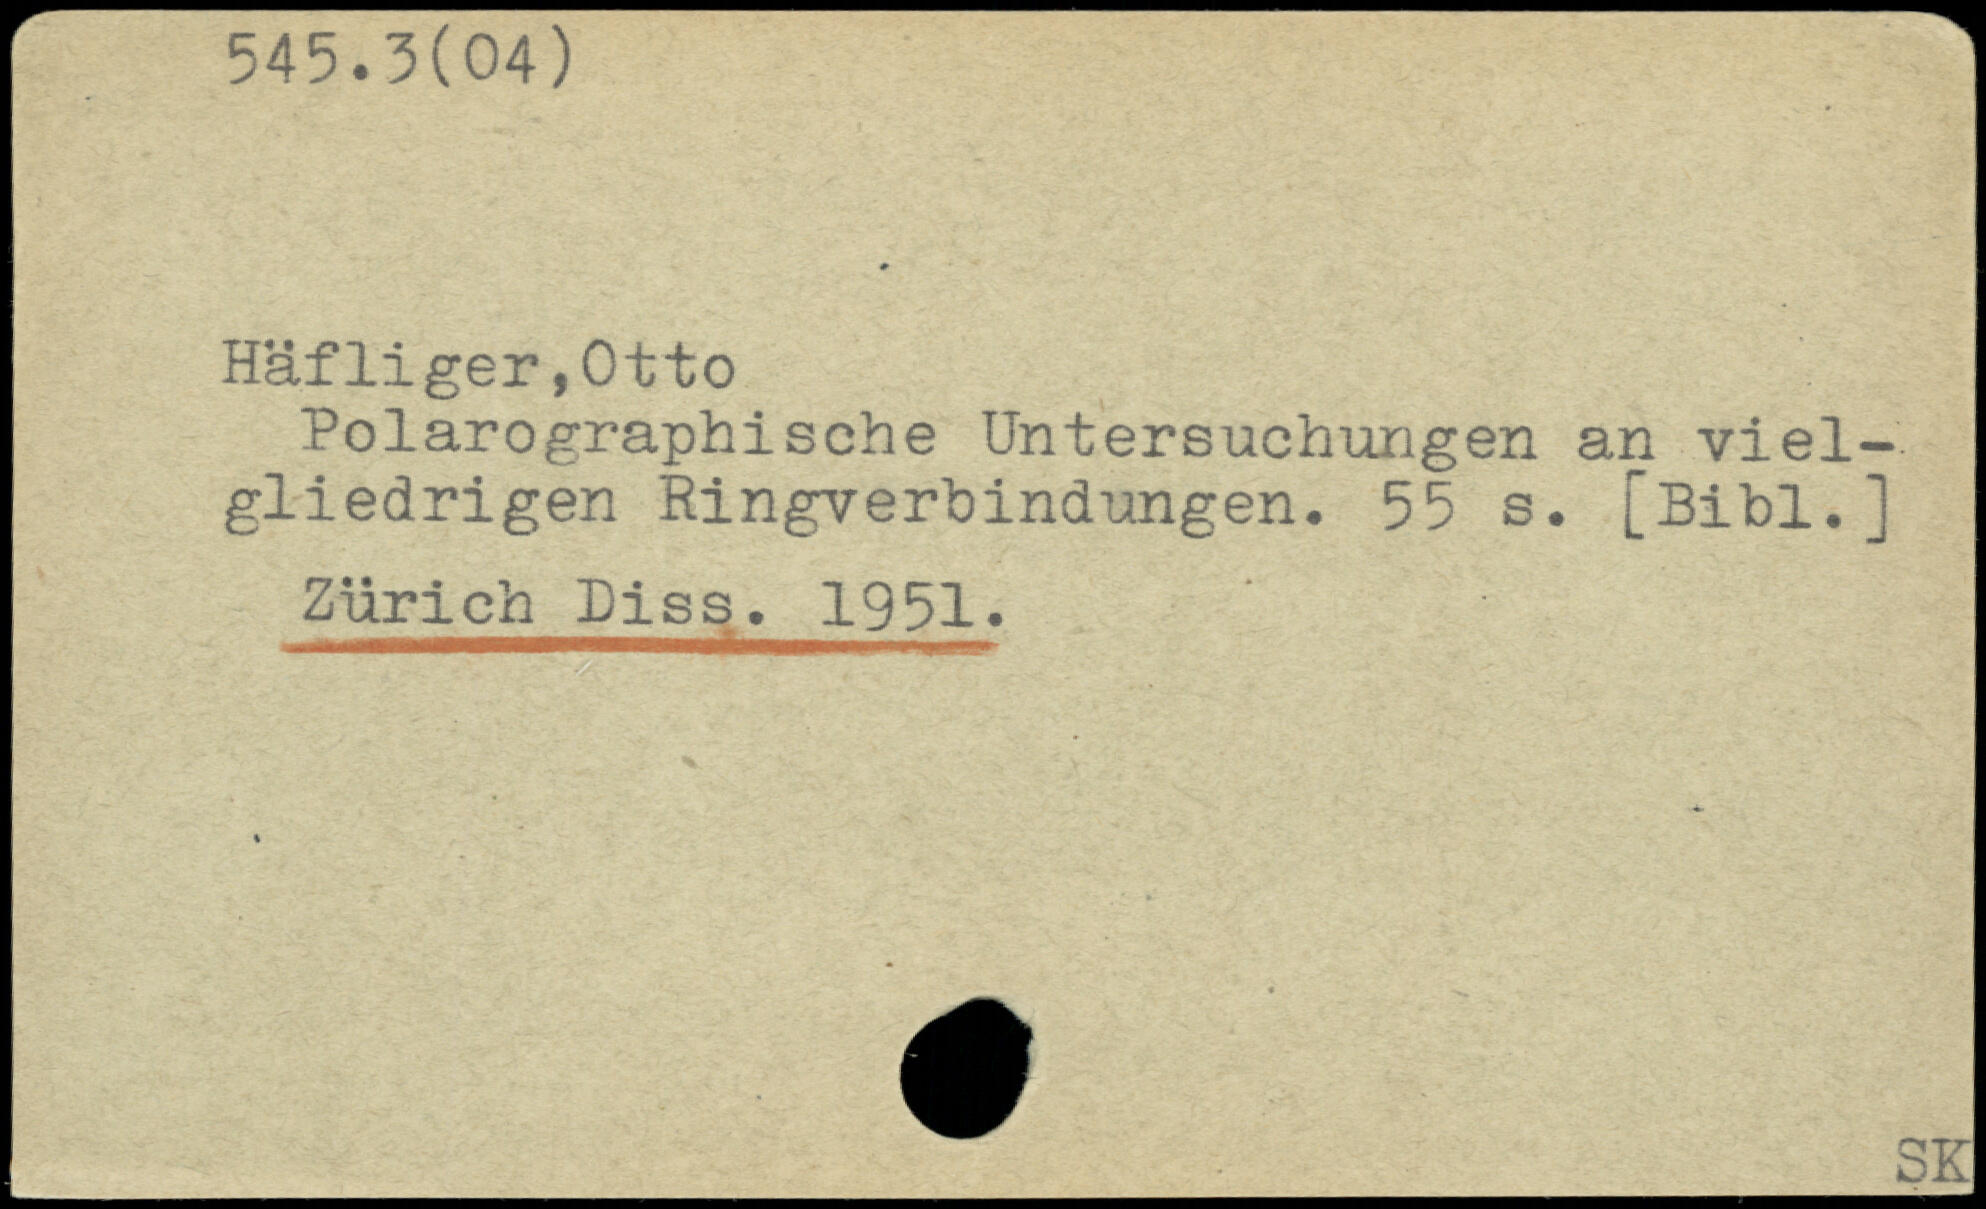 545.3(04)
Häfliger,Otto
Polarographische Untersuchungen an viel-
gliedrigen Ringverbindungen. 55 s. [Bibl.]
Zürich Diss. 1951.
SK